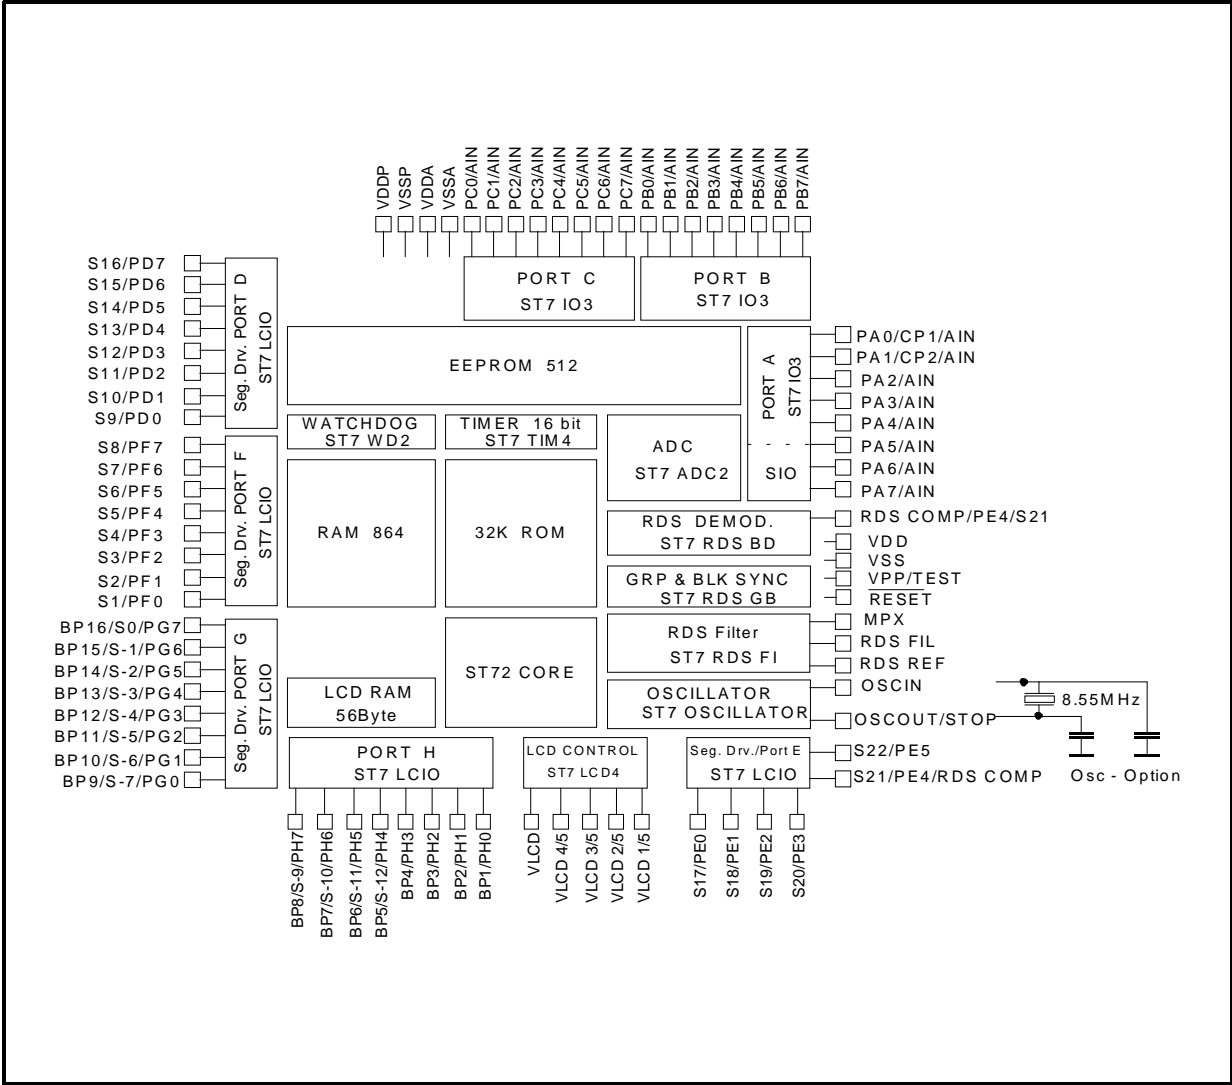 VDDP
VSSP
VDDA
VSSA
PC0/AIN
PC1/AIN
PC2/AIN
PC3/AIN
PC4/AIN
PC5/AIN
PC6/AIN
PC7/AIN
PB0/AIN
PB1/AIN
PB2/AIN
PB3/AIN
PB4/AIN
PB5/AIN
PB6/AIN
PB7/AIN
S16/PD7
S15/PD6
S14/PD5
S13/PD4
S12/PD3
S11/PD2
S10/PD1
S9/PD0
Seg. Drv. PORT D
ST7 LCIO
PORT C
ST7 IO3
PORT B
ST7 IO3
EEPROM 512
PORT A
ST7 IO3
SIO
PA0/CP1/AIN
PA1/CP2/AIN
PA2/AIN
PA3/AIN
PA4/AIN
PA5/AIN
PA6/AIN
PA7/AIN
WATCHDOG
ST7 WD2
TIMER 16 bit
ST7 TIM4
ADC
ST7 ADC2
S8/PF7
S7/PF6
S6/PF5
S5/PF4
S4/PF3
S3/PF2
S2/PF1
S1/PF0
Seg. Drv. PORT F
ST7 LCIO
RAM 864
32K ROM
RDS DEMOD.
ST7 RDS BD
RDS COMP/PE4/S21
VDD
VSS
VPP/TEST
RESET
GRP & BLK SYNC
ST7 RDS GB
RDS Filter
ST7 RDS FI
MPX
RDS FIL
RDS REF
BP16/S0/PG7
BP15/S-1/PG6
BP14/S-2/PG5
BP13/S-3/PG4
BP12/S-4/PG3
BP11/S-5/PG2
BP10/S-6/PG1
BP9/S-7/PG0
Seg. Drv. PORT G
ST7 LCIO
ST72 CORE
LCD RAM
56Byte
OSCILLATOR
ST7 OSCILLATOR
OSCIN
OSCOUT/STOP
8.55MHz
Osc - Option
PORT H
ST7 LCIO
LCD CONTROL
ST7 LCD4
Seg. Drv./Port E
ST7 LCIO
S22/PE5
S21/PE4/RDS COMP
BP8/S-9/PH7
BP7/S-10/PH6
BP6/S-11/PH5
BP5/S-12/PH4
BP4/PH3
BP3/PH2
BP2/PH1
BP1/PH0
VLCD
VLCD 4/5
VLCD 3/5
VLCD 2/5
VLCD 1/5
S17/PE0
S18/PE1
S19/PE2
S20/PE3